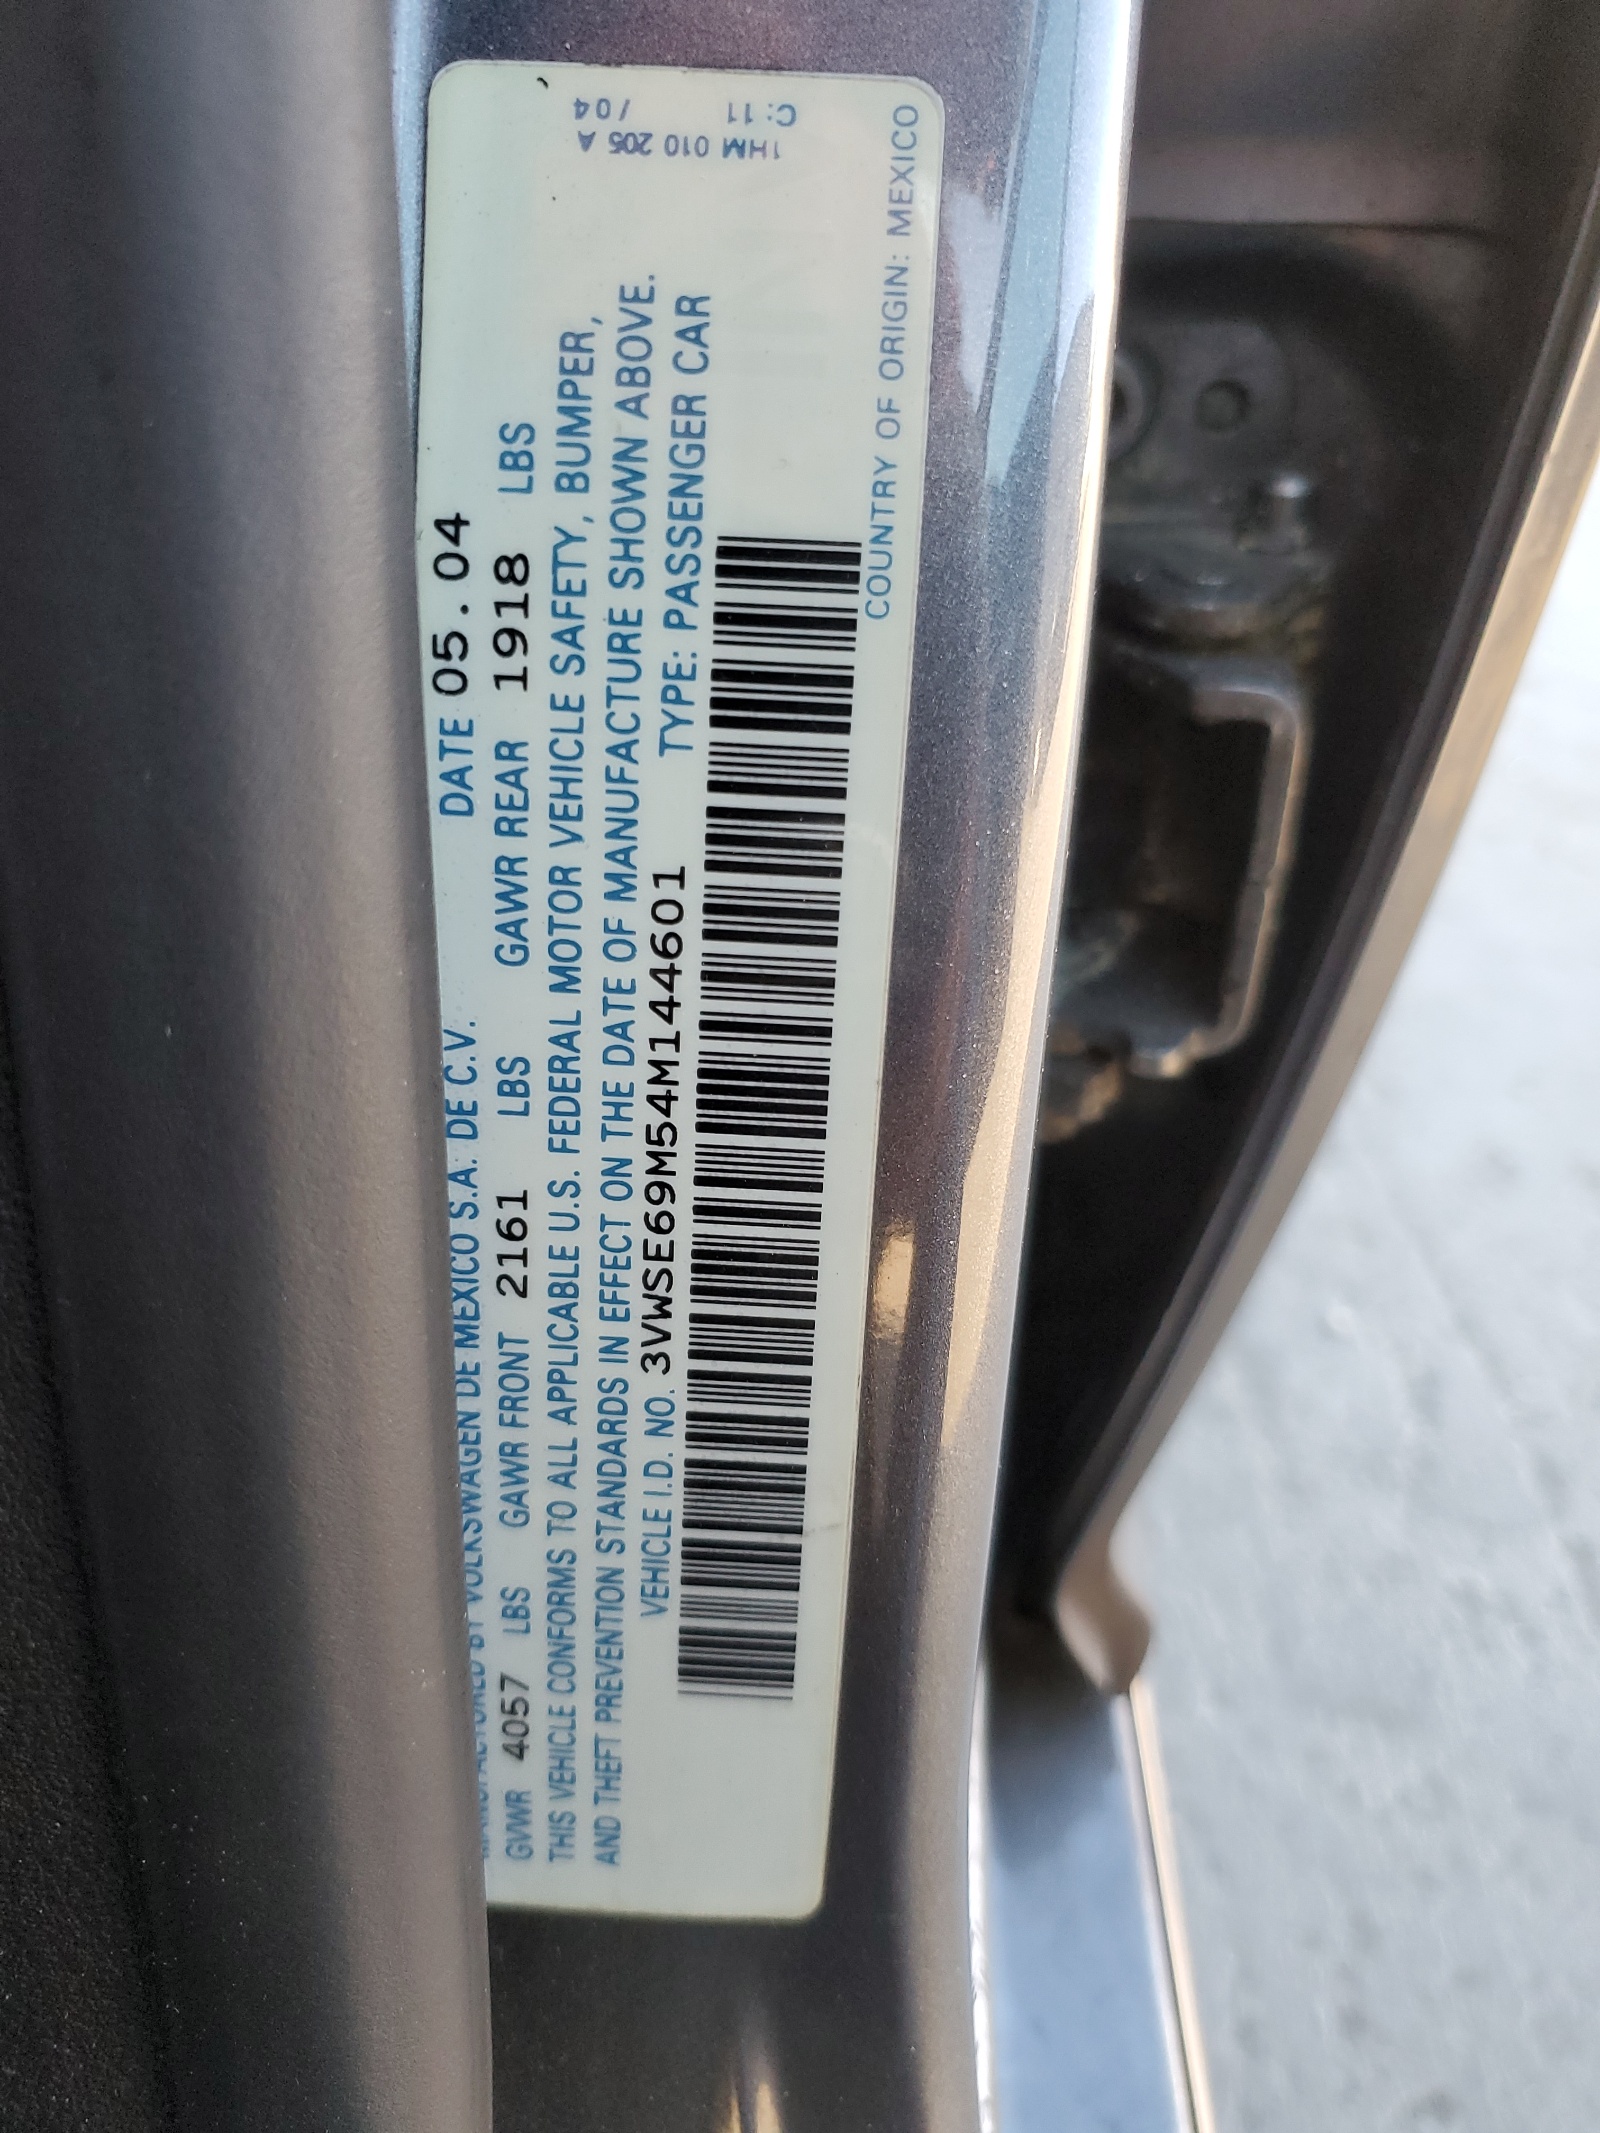 MANUFACTURED BY VOLKSWAGEN DE MEXICO S.A. DE C.V. DATE 05.04
GVWR 4057 LBS GAWR FRONT 2161 LBS GAWR REAR 1918 LBS
THIS VEHICLE CONFORMS TO ALL APPLICABLE U.S. FEDERAL MOTOR VEHICLE SAFETY, BUMPER,
AND THEFT PREVENTION STANDARDS IN EFFECT ON THE DATE OF MANUFACTURE SHOWN ABOVE.
VEHICLE I.D. NO. 3VWSE69M54M144601 TYPE: PASSENGER CAR
COUNTRY OF ORIGIN: MEXICO
1HM 010 205 A
C: 11 /04